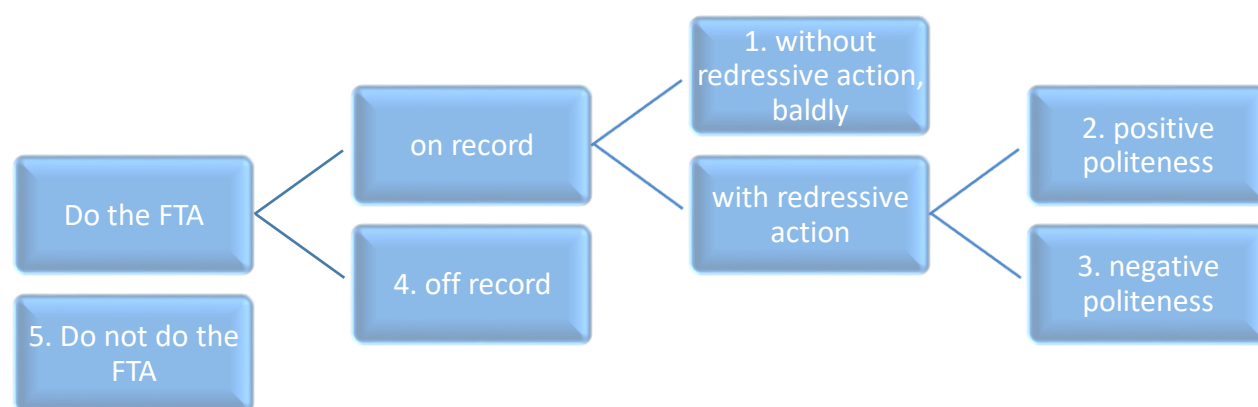 Do the FTA
5. Do not do the
FTA
on record
4. off record
1. without
redressive action,
baldly
with redressive
action
2. positive
politeness
3. negative
politeness